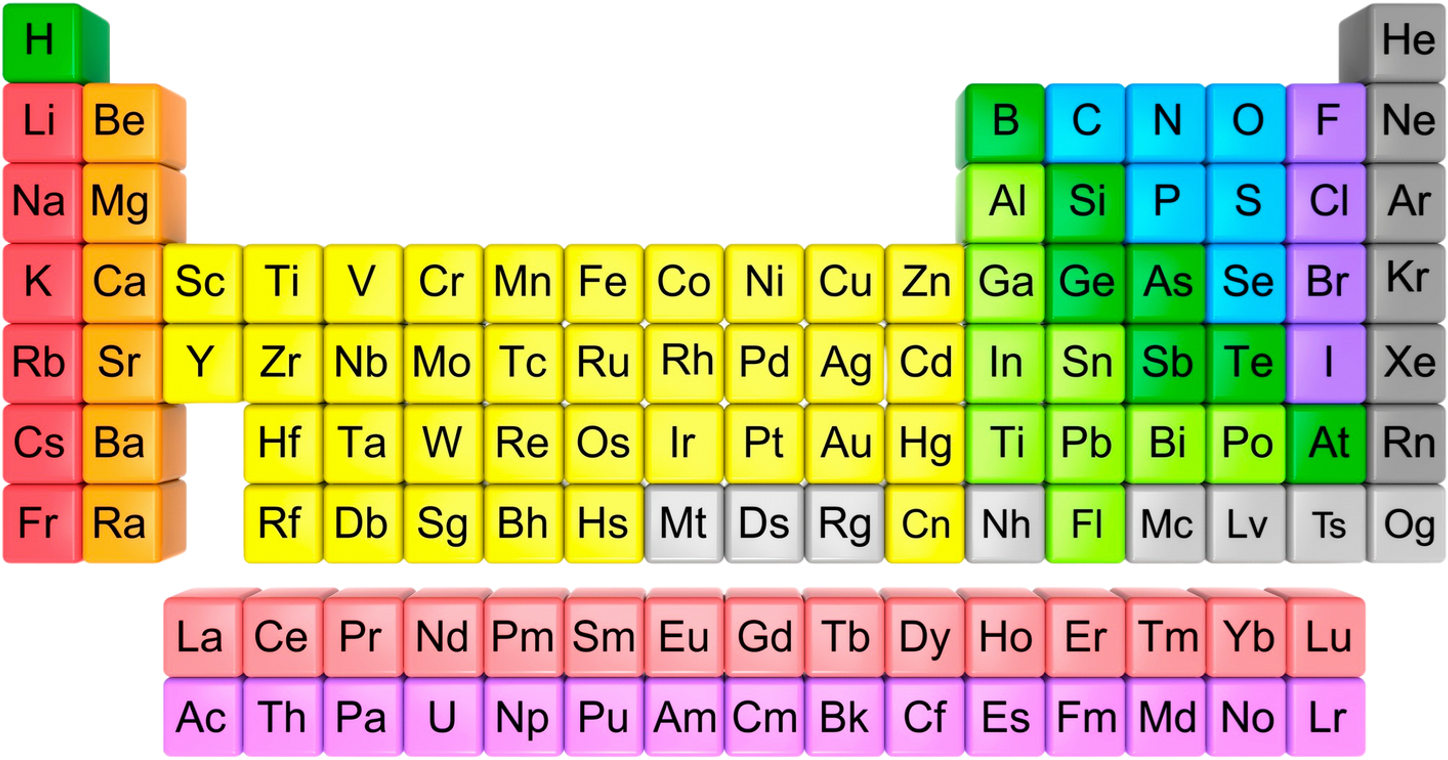 H He
Li Be B C N O F Ne
Na Mg Al Si P S Cl Ar
K Ca Sc Ti V Cr Mn Fe Co Ni Cu Zn Ga Ge As Se Br Kr
Rb Sr Y Zr Nb Mo Tc Ru Rh Pd Ag Cd In Sn Sb Te I Xe
Cs Ba Hf Ta W Re Os Ir Pt Au Hg Ti Pb Bi Po At Rn
Fr Ra Rf Db Sg Bh Hs Mt Ds Rg Cn Nh Fl Mc Lv Ts Og
La Ce Pr Nd Pm Sm Eu Gd Tb Dy Ho Er Tm Yb Lu
Ac Th Pa U Np Pu Am Cm Bk Cf Es Fm Md No Lr